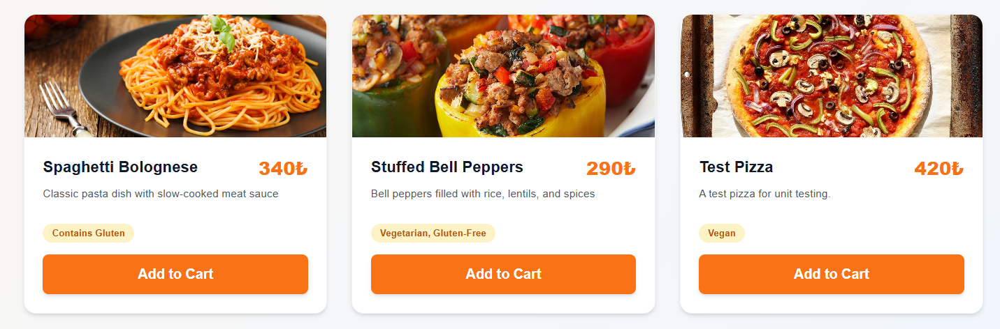 Spaghetti Bolognese 340₺
Classic pasta dish with slow-cooked meat sauce
Contains Gluten
Add to Cart
Stuffed Bell Peppers 290₺
Bell peppers filled with rice, lentils, and spices
Vegetarian, Gluten-Free
Add to Cart
Test Pizza 420₺
A test pizza for unit testing.
Vegan
Add to Cart